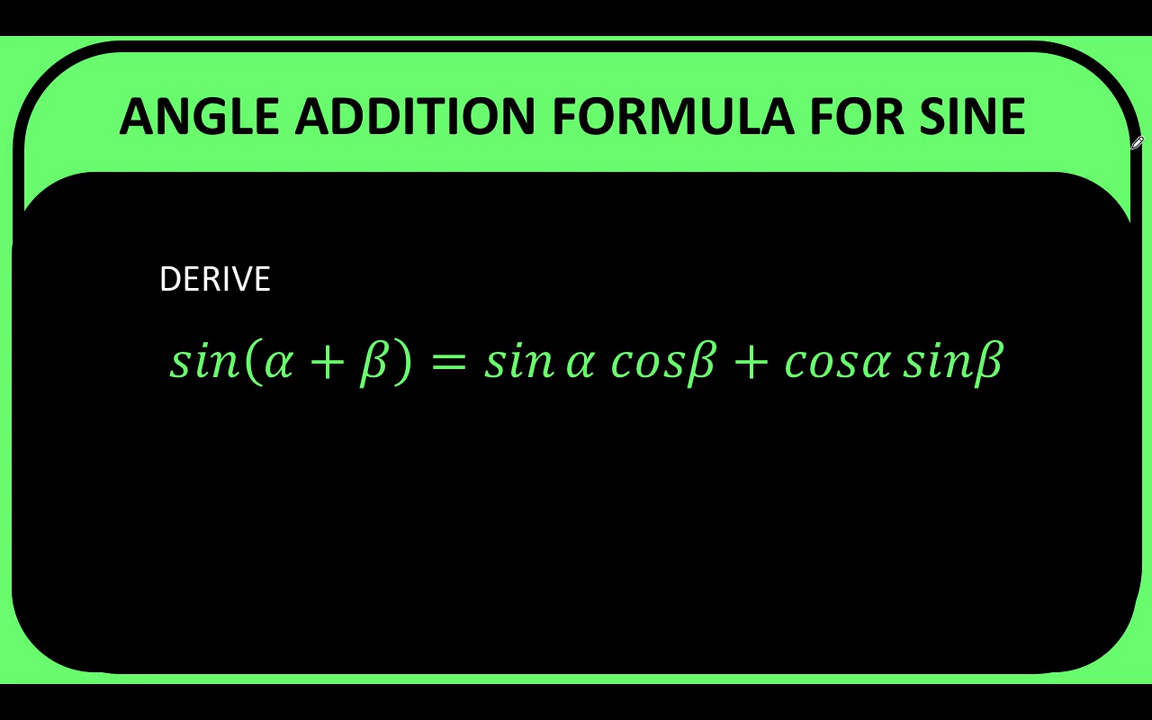 ANGLE ADDITION FORMULA FOR SINE
DERIVE
sin(α + β) = sin α cosβ + cosα sinβ